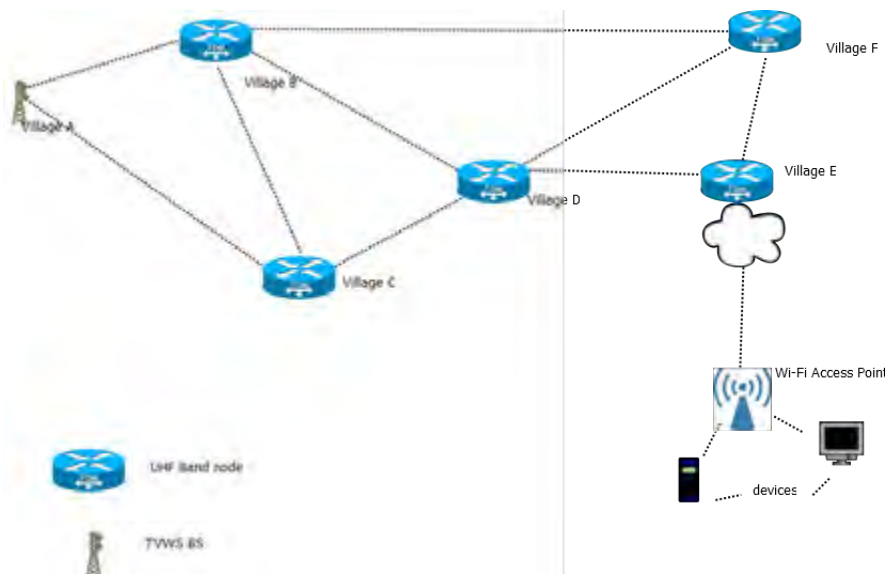 Village F
Village B
Village A
Village E
Village D
Village C
Wi-Fi Access Point
UHF Band node
devices
TVWS BS